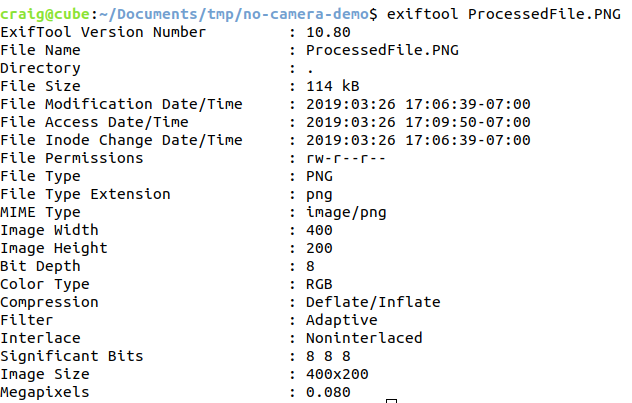 craig@cube:~/Documents/tmp/no-camera-demo$ exiftool ProcessedFile.PNG
ExifTool Version Number         : 10.80
File Name                       : ProcessedFile.PNG
Directory                       : .
File Size                       : 114 kB
File Modification Date/Time     : 2019:03:26 17:06:39-07:00
File Access Date/Time           : 2019:03:26 17:09:50-07:00
File Inode Change Date/Time     : 2019:03:26 17:06:39-07:00
File Permissions                : rw-r--r--
File Type                       : PNG
File Type Extension             : png
MIME Type                       : image/png
Image Width                     : 400
Image Height                    : 200
Bit Depth                       : 8
Color Type                      : RGB
Compression                     : Deflate/Inflate
Filter                          : Adaptive
Interlace                       : Noninterlaced
Significant Bits                : 8 8 8
Image Size                      : 400x200
Megapixels                      : 0.080